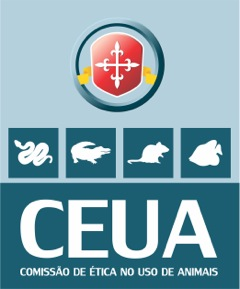 CEUA
COMISSÃO DE ÉTICA NO USO DE ANIMAIS